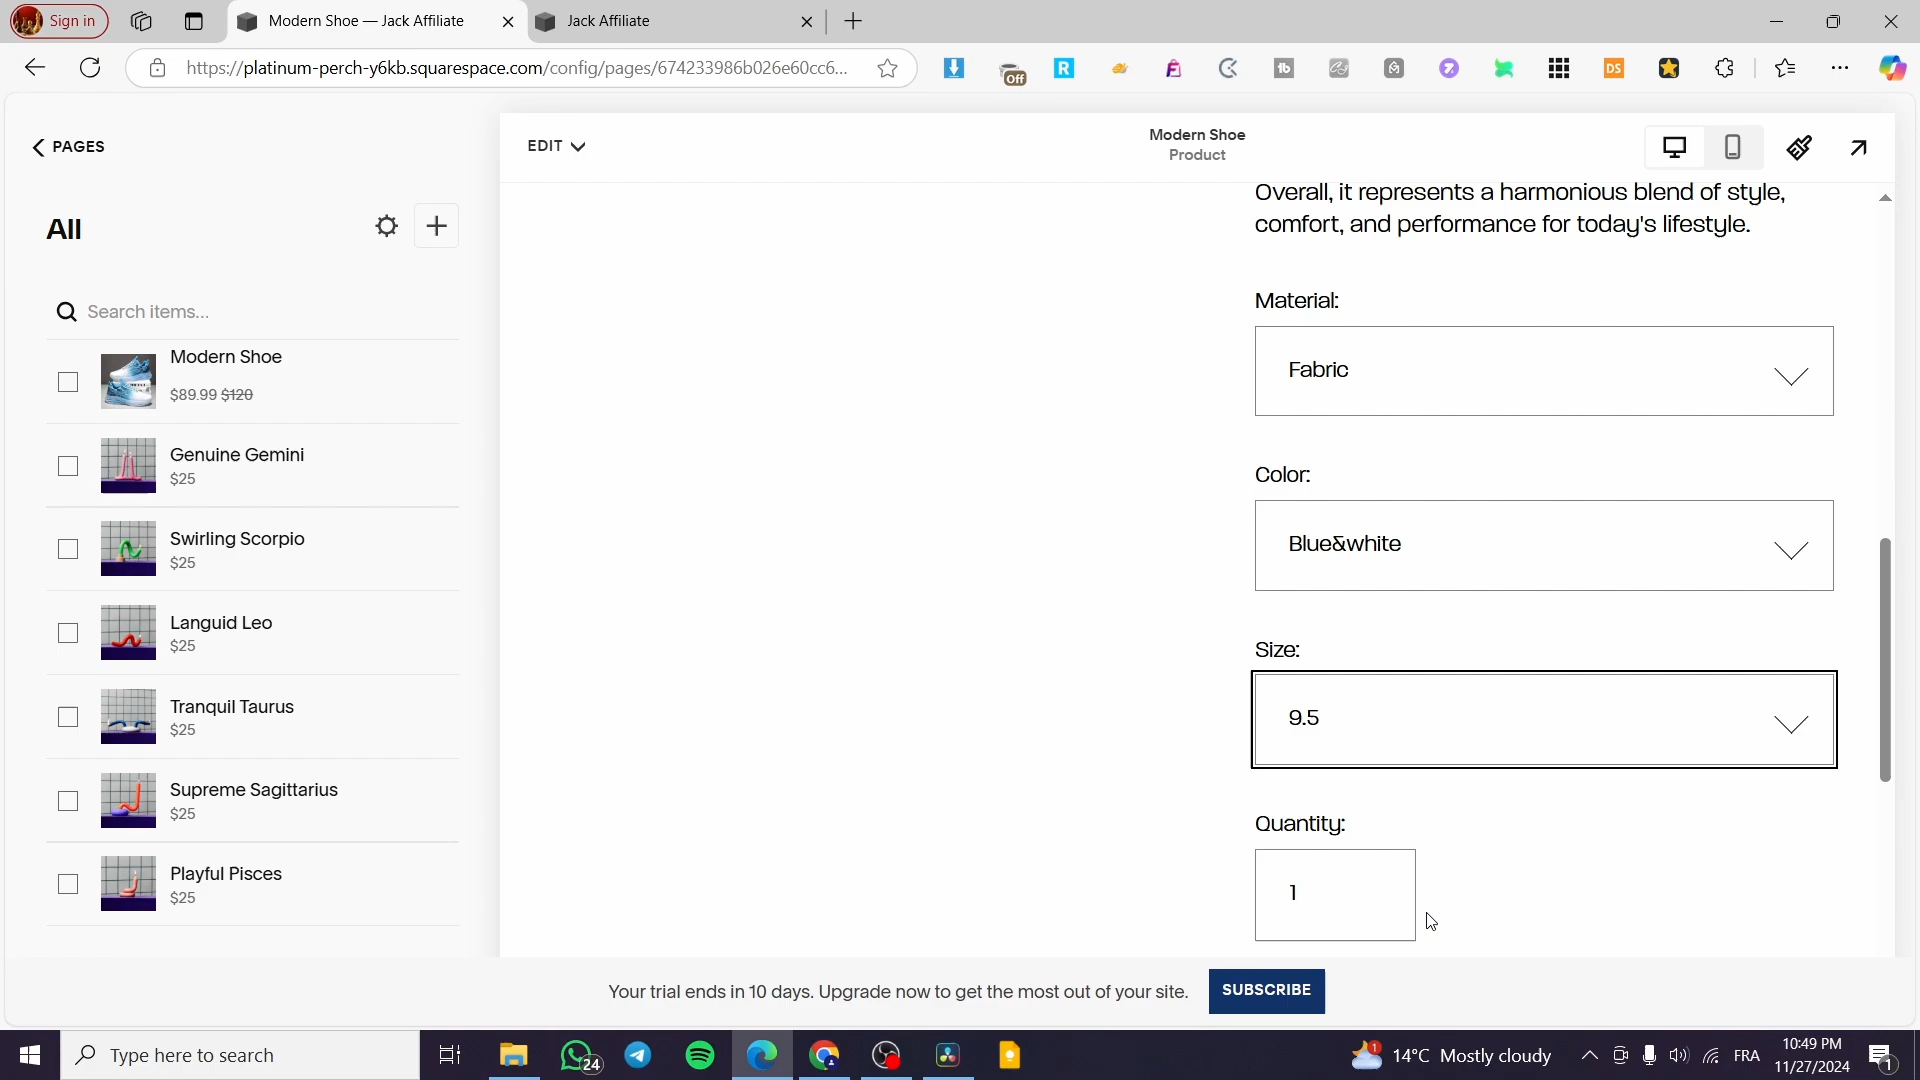 Sign in
Modern Shoe — Jack Affiliate
Jack Affiliate
https://platinum-perch-y6kb.squarespace.com/config/pages/674233986b026e60cc6...
Off
PAGES
EDIT
Modern Shoe
Product
All
Search items...
Modern Shoe
$89.99 $120
Genuine Gemini
$25
Swirling Scorpio
$25
Languid Leo
$25
Tranquil Taurus
$25
Supreme Sagittarius
$25
Playful Pisces
$25
Overall, it represents a harmonious blend of style,
comfort, and performance for today's lifestyle.
Material:
Fabric
Color:
Blue&white
Size:
9.5
Quantity:
1
Your trial ends in 10 days. Upgrade now to get the most out of your site.
SUBSCRIBE
Type here to search
24
1
14°C Mostly cloudy
FRA
10:49 PM
11/27/2024
1